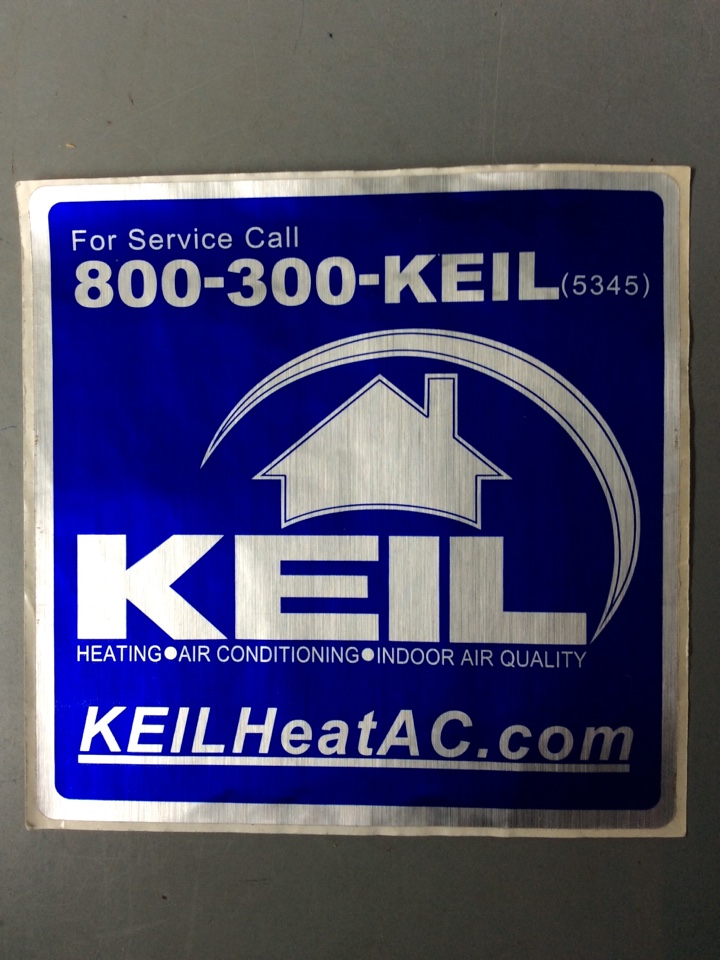 For Service Call
800-300-KEIL(5345)
KEIL
HEATING●AIR CONDITIONING●INDOOR AIR QUALITY
KEILHeatAC.com